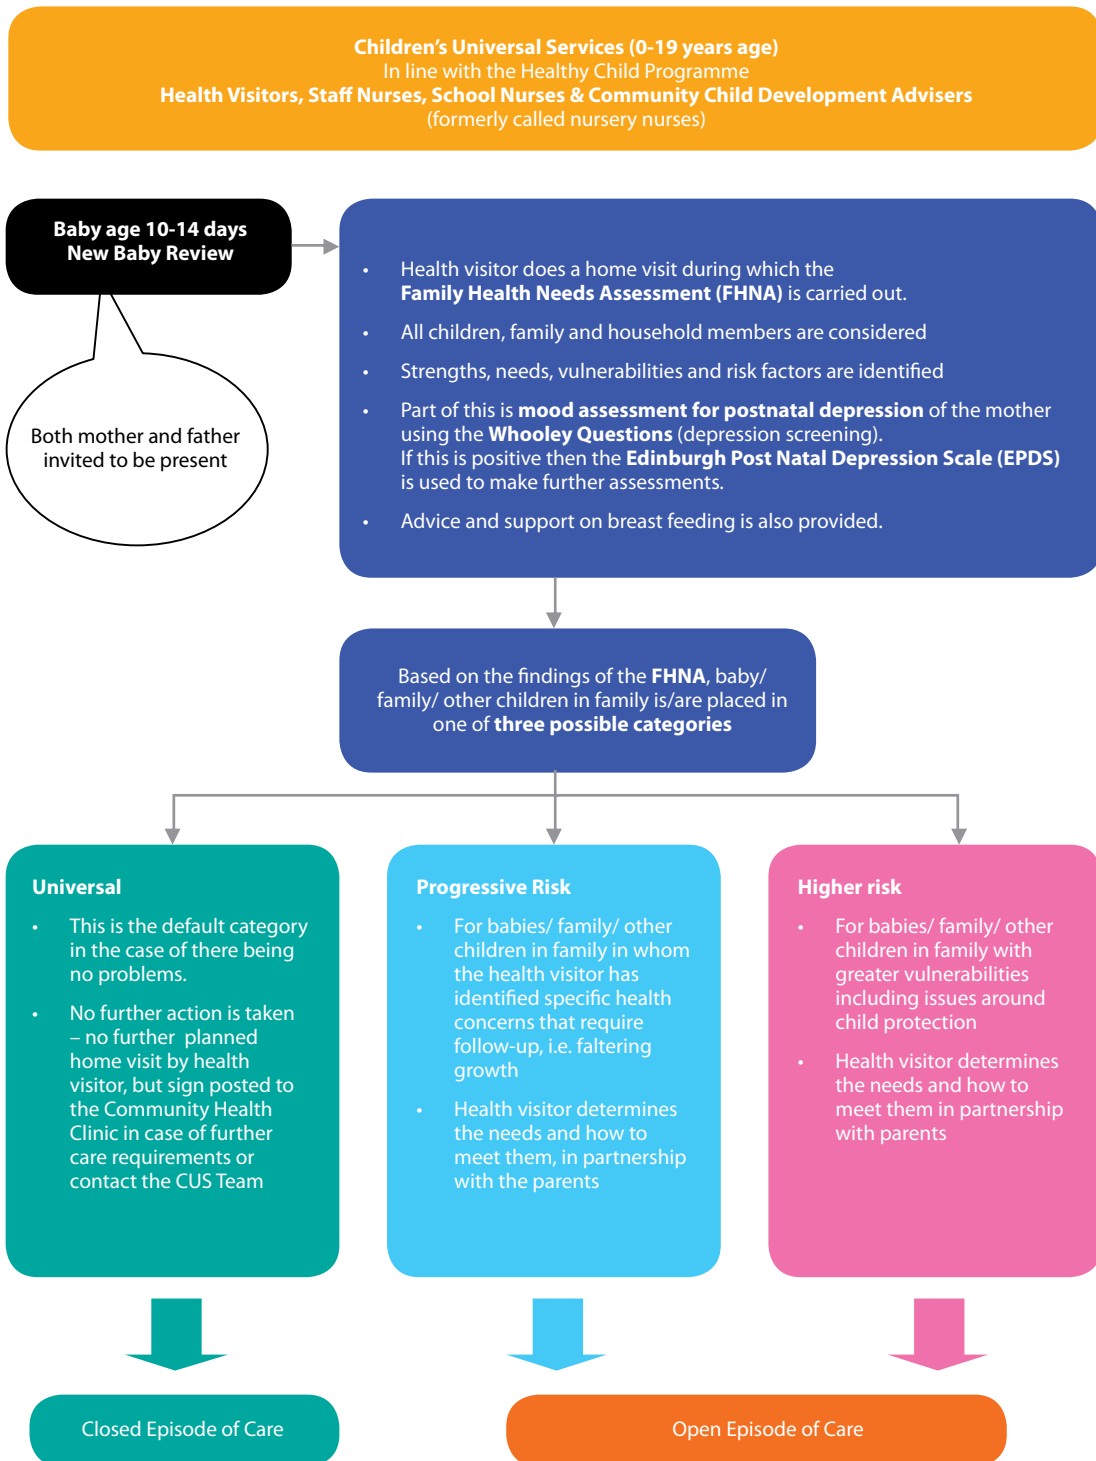 Children’s Universal Services (0-19 years age)
In line with the Healthy Child Programme
Health Visitors, Staff Nurses, School Nurses & Community Child Development Advisers
(formerly called nursery nurses)
Baby age 10-14 days
New Baby Review
Both mother and father
invited to be present
• Health visitor does a home visit during which the
Family Health Needs Assessment (FHNA) is carried out.
• All children, family and household members are considered
• Strengths, needs, vulnerabilities and risk factors are identified
• Part of this is mood assessment for postnatal depression of the mother
using the Whooley Questions (depression screening).
If this is positive then the Edinburgh Post Natal Depression Scale (EPDS)
is used to make further assessments.
• Advice and support on breast feeding is also provided.
Based on the findings of the FHNA, baby/
family/ other children in family is/are placed in
one of three possible categories
Universal
• This is the default category
in the case of there being
no problems.
• No further action is taken
– no further planned
home visit by health
visitor, but sign posted to
the Community Health
Clinic in case of further
care requirements or
contact the CUS Team
Progressive Risk
• For babies/ family/ other
children in family in whom
the health visitor has
identified specific health
concerns that require
follow-up, i.e. faltering
growth
• Health visitor determines
the needs and how to
meet them, in partnership
with the parents
Higher risk
• For babies/ family/ other
children in family with
greater vulnerabilities
including issues around
child protection
• Health visitor determines
the needs and how to
meet them in partnership
with parents
Closed Episode of Care
Open Episode of Care